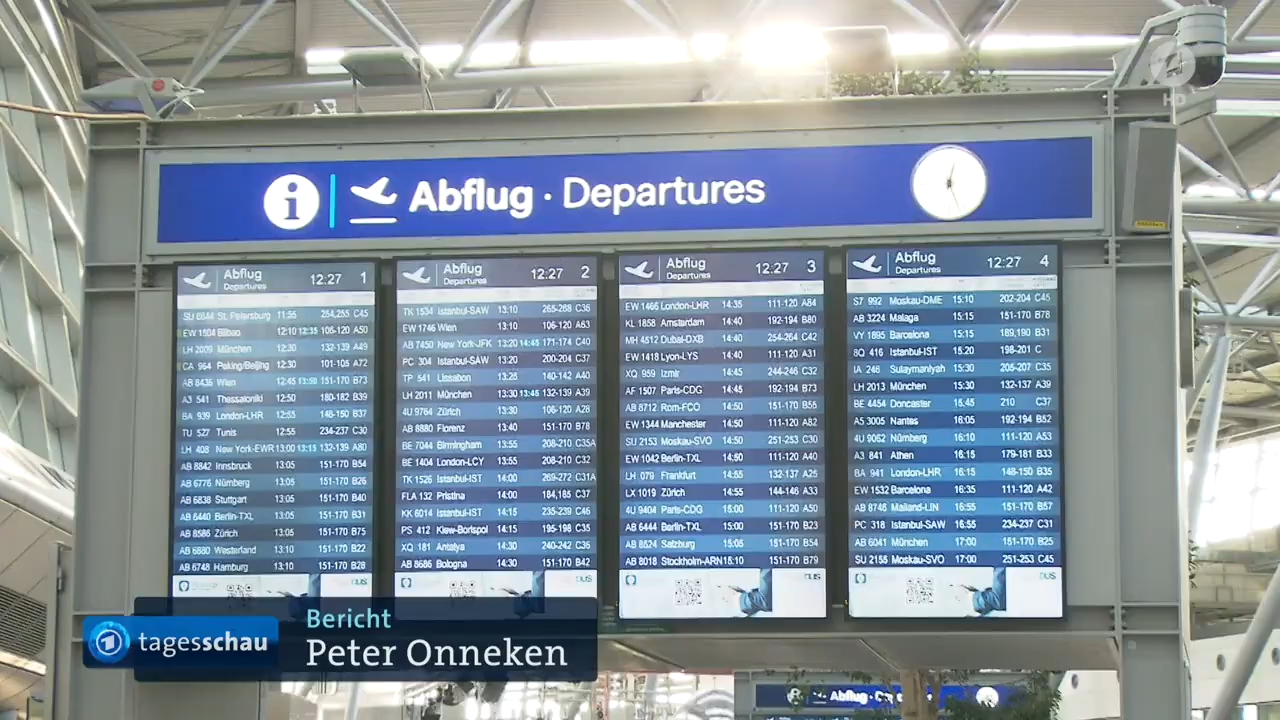 Abflug · Departures
Abflug 12:27 1
Departures
SU 6844 St. Petersburg 11:55 254,255 C45
EW 1504 Bilbao 12:10 12:35 106-120 A50
LH 2009 München 12:30 132-139 A49
CA 964 Peking/Beijing 12:30 101-105 A72
AB 8436 Wien 12:45 13:50 151-170 B73
A3 541 Thessaloniki 12:50 180-182 B39
BA 939 London-LHR 12:55 148-150 B37
TU 527 Tunis 12:55 234-237 C30
LH 408 New York-EWR 13:00 13:15 132-139 A80
AB 8842 Innsbruck 13:05 151-170 B54
AB 6776 Nürnberg 13:05 151-170 B26
AB 6838 Stuttgart 13:05 151-170 B40
AB 6440 Berlin-TXL 13:05 151-170 B31
AB 8586 Zürich 13:05 151-170 B75
AB 6880 Westerland 13:10 151-170 B22
AB 6748 Hamburg 13:10 151-170 B28
Abflug 12:27 2
Departures
TK 1534 Istanbul-SAW 13:10 265-268 C36
EW 1746 Wien 13:10 106-120 A63
AB 7450 New York-JFK 13:20 14:45 171-174 C40
PC 304 Istanbul-SAW 13:20 200-204 C37
TP 541 Lissabon 13:25 140-142 A40
LH 2011 München 13:30 13:45 132-139 A39
4U 9764 Zürich 13:30 106-120 A28
AB 8880 Florenz 13:40 151-170 B78
BE 7044 Birmingham 13:55 208-210 C35A
BE 1404 London-LCY 13:55 208-210 C32
TK 1526 Istanbul-IST 14:00 269-272 C31A
FLA 132 Pristina 14:00 184,185 C37
KK 6014 Istanbul-IST 14:15 235-239 C46
PS 412 Kiew-Borispol 14:15 195-198 C35
XQ 181 Antalya 14:30 240-242 C36
AB 8686 Bologna 14:30 151-170 B42
Abflug 12:27 3
Departures
EW 1466 London-LHR 14:35 111-120 A84
KL 1858 Amsterdam 14:40 192-194 B80
MH 4812 Dubai-DXB 14:40 254-264 C42
EW 1418 Lyon-LYS 14:40 111-120 A31
XQ 959 Izmir 14:45 244-246 C32
AF 1507 Paris-CDG 14:45 192-194 B73
AB 8712 Rom-FCO 14:50 151-170 B55
EW 1344 Manchester 14:50 111-120 A82
SU 2153 Moskau-SVO 14:50 251-253 C30
EW 1042 Berlin-TXL 14:50 111-120 A40
LH 079 Frankfurt 14:55 132-137 A25
LX 1019 Zürich 14:55 144-146 A33
4U 9404 Paris-CDG 15:00 111-120 A50
AB 6444 Berlin-TXL 15:00 151-170 B23
AB 8524 Salzburg 15:05 151-170 B54
AB 8018 Stockholm-ARN 15:10 151-170 B79
Abflug 12:27 4
Departures
S7 992 Moskau-DME 15:10 202-204 C45
AB 3224 Malaga 15:15 151-170 B78
VY 1895 Barcelona 15:15 189,190 B31
8Q 416 Istanbul-IST 15:20 198-201 C
IA 246 Sulaymaniyah 15:30 205-207 C35
LH 2013 München 15:30 132-137 A39
BE 4454 Doncaster 15:45 210 C37
A5 3005 Nantes 16:05 192-194 B52
4U 9062 Nürnberg 16:10 111-120 A53
A3 841 Athen 16:15 179-181 B33
BA 941 London-LHR 16:15 148-150 B35
EW 1532 Barcelona 16:35 111-120 A42
AB 8746 Mailand-LIN 16:55 151-170 B57
PC 318 Istanbul-SAW 16:55 234-237 C31
AB 6041 München 17:00 151-170 B25
SU 2155 Moskau-SVO 17:00 251-253 C45
tagesschau
Bericht
Peter Onneken
Abflug
HD